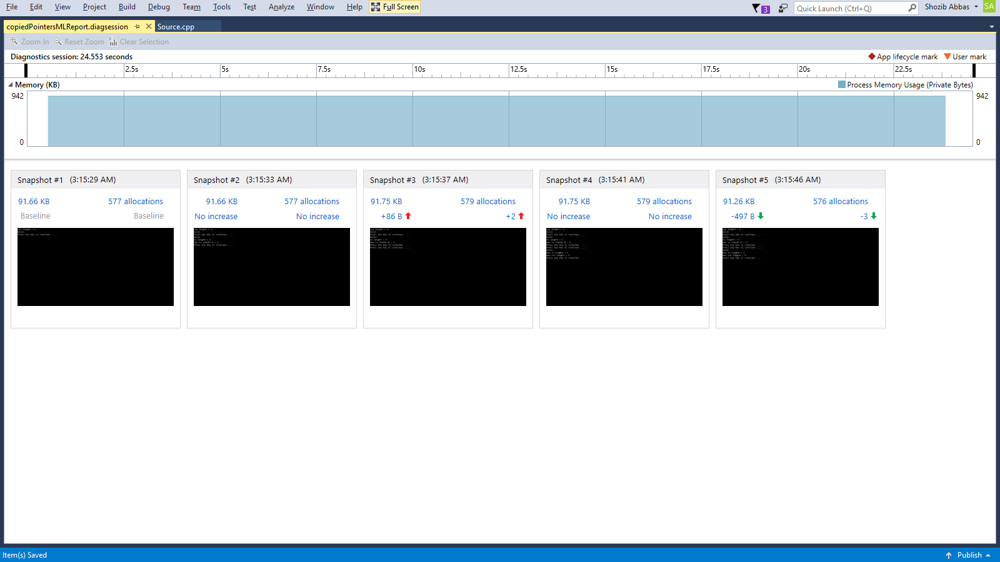 File Edit View Project Build Debug Team Tools Test Analyze Window Help Full Screen 3 Quick Launch (Ctrl+Q) Shozib Abbas SA
copiedPointersMLReport.diagsession Source.cpp
Zoom In Reset Zoom Clear Selection
Diagnostics session: 24.553 seconds App lifecycle mark User mark
2.5s 5s 7.5s 10s 12.5s 15s 17.5s 20s 22.5s
Memory (KB) Process Memory Usage (Private Bytes)
942 942
0 0
Snapshot #1 (3:15:29 AM) Snapshot #2 (3:15:33 AM) Snapshot #3 (3:15:37 AM) Snapshot #4 (3:15:41 AM) Snapshot #5 (3:15:46 AM)
91.66 KB 577 allocations 91.66 KB 577 allocations 91.75 KB 579 allocations 91.75 KB 579 allocations 91.26 KB 576 allocations
Baseline Baseline No increase No increase +86 B +2 No increase No increase -497 B -3
Item(s) Saved Publish